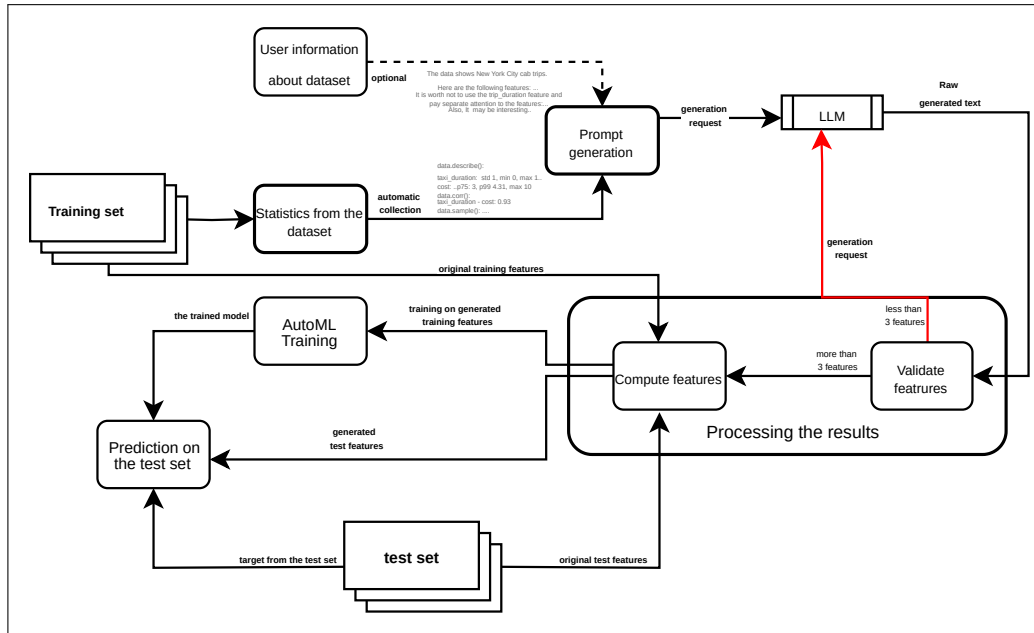 User information
about dataset
optional
The data shows New York City cab trips.
Here are the following features: ...
It is worth not to use the trip_duration feature and
pay separate attention to the features:...
Also, It may be interesting..
Prompt
generation
generation
request
LLM
Raw
generated text
Training set
Statistics from the
dataset
automatic
collection
data.describe():
taxi_duration: std 1, min 0, max 1..
cost: ..p75: 3, p99 4.31, max 10
data.corr():
taxi_duration - cost: 0.93
data.sample(): ....
generation
request
original training features
the trained model
AutoML
Training
training on generated
training features
less than
3 features
more than
3 features
Compute features
Validate
featrures
Processing the results
Prediction on
the test set
generated
test features
target from the test set
test set
original test features